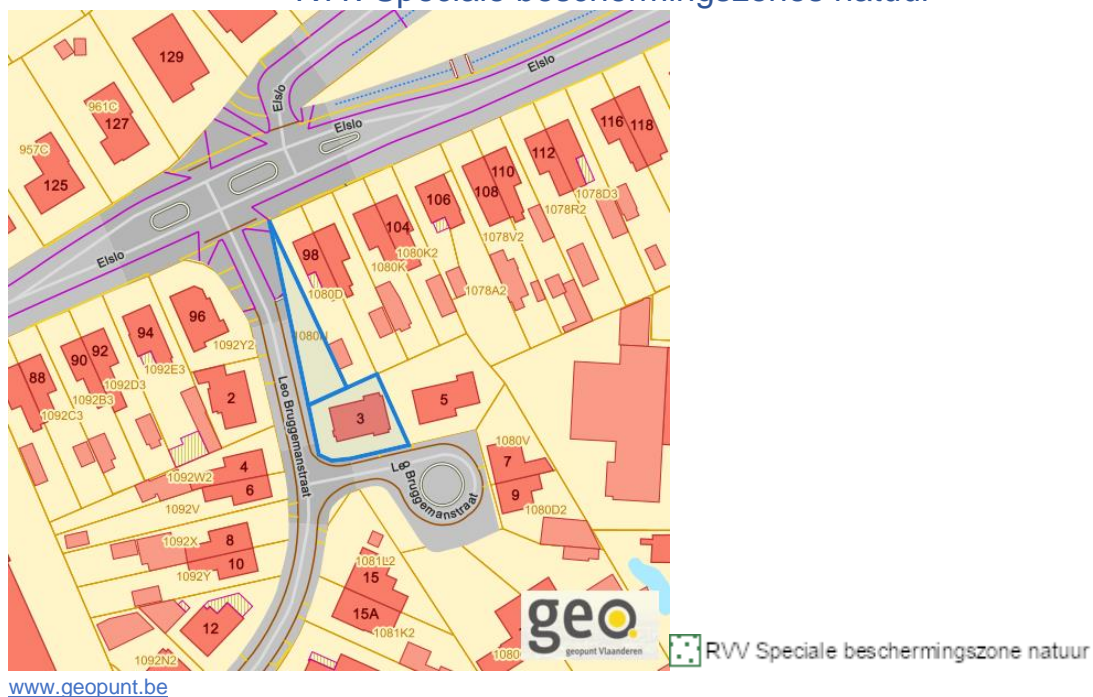 RVV Speciale beschermingszones natuur
129
Elslo
Elslo
961C
127
Elslo
116 118
957C
112
125
110
106
108
1078D3
1078R2
104
98
1078V2
1080K2
Elslo
1080K
1080D
1078A2
96
94
1080N
1092Y2
92
90
1092E3
88
1092D3
1092B3
1092C3
2
Leo Bruggemanstraat
5
3
1080V
4
Leo Bruggemanstraat
7
1092W2
6
9
1092V
1080D2
8
1092X
10
1081L2
1092Y
15
geo
15A
12
geopunt Vlaanderen
1081K2
1092N2
RVV Speciale beschermingszone natuur
www.geopunt.be